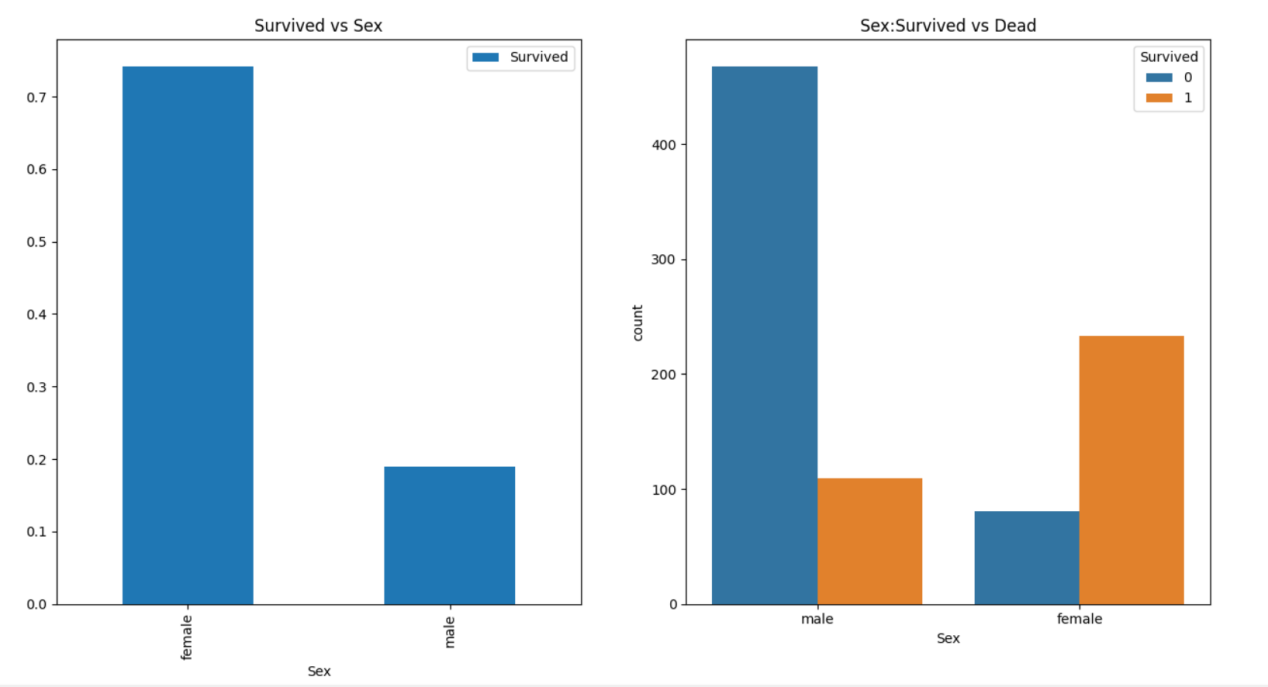 Survived vs Sex
Survived
0.7
0.6
0.5
0.4
0.3
0.2
0.1
0.0
female
male
Sex
Sex:Survived vs Dead
Survived
0
1
400
300
200
100
0
count
male
female
Sex